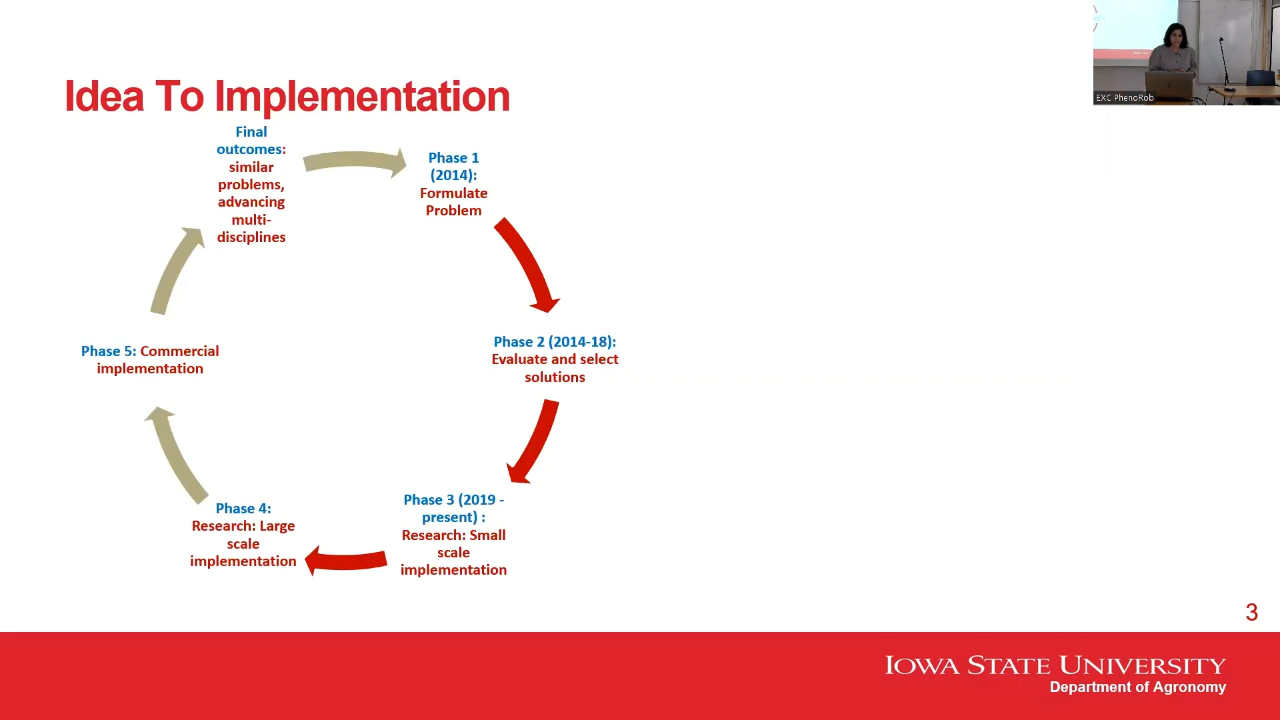 Idea To Implementation
Final
outcomes:
similar
problems,
advancing
multi-
disciplines
Phase 1
(2014):
Formulate
Problem
Phase 2 (2014-18):
Evaluate and select
solutions
Phase 3 (2019 -
present) :
Research: Small
scale
implementation
Phase 4:
Research: Large
scale
implementation
Phase 5: Commercial
implementation
EXC PhenoRob
3
IOWA STATE UNIVERSITY
Department of Agronomy